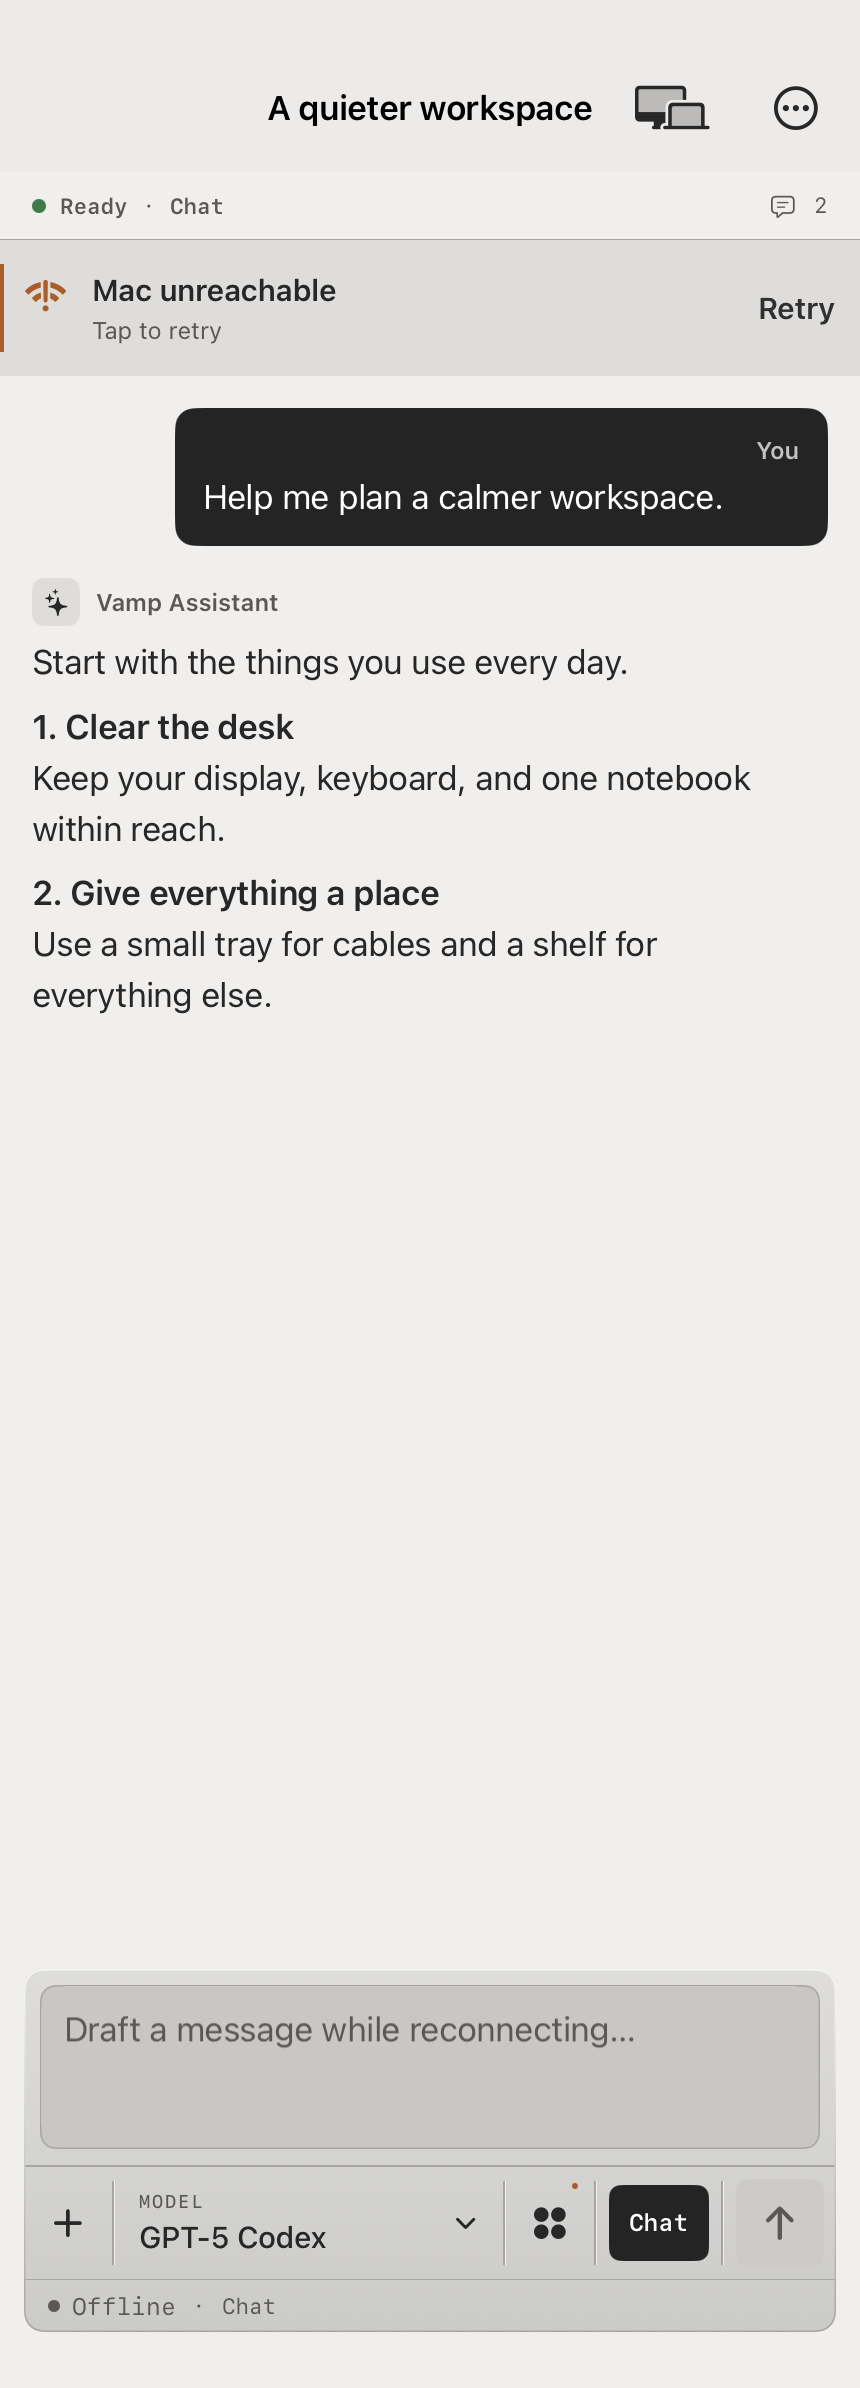 A quieter workspace
Ready · Chat
2
Mac unreachable
Tap to retry
Retry
You
Help me plan a calmer workspace.
Vamp Assistant
Start with the things you use every day.
1. Clear the desk
Keep your display, keyboard, and one notebook
within reach.
2. Give everything a place
Use a small tray for cables and a shelf for
everything else.
Draft a message while reconnecting...
MODEL
GPT-5 Codex
Chat
Offline · Chat